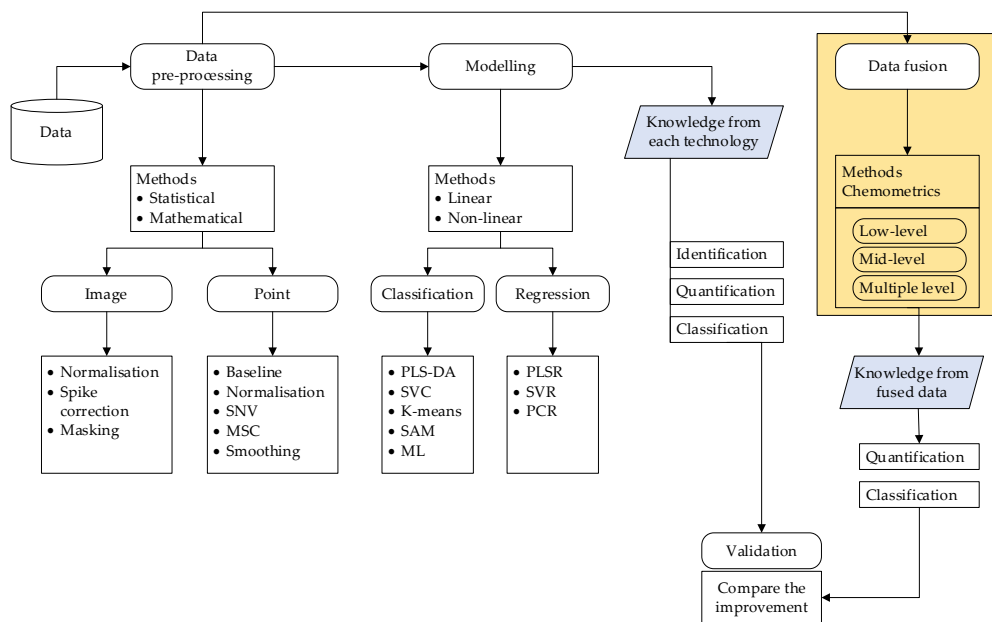 Data
Data
pre-processing
Modelling
Data fusion
Knowledge from
each technology
Methods
• Statistical
• Mathematical
Methods
• Linear
• Non-linear
Methods
Chemometrics
Low-level
Mid-level
Multiple level
Identification
Quantification
Classification
Image
Point
Classification
Regression
• Normalisation
• Spike
correction
• Masking
• Baseline
• Normalisation
• SNV
• MSC
• Smoothing
• PLS-DA
• SVC
• K-means
• SAM
• ML
• PLSR
• SVR
• PCR
Knowledge from
fused data
Quantification
Classification
Validation
Compare the
improvement